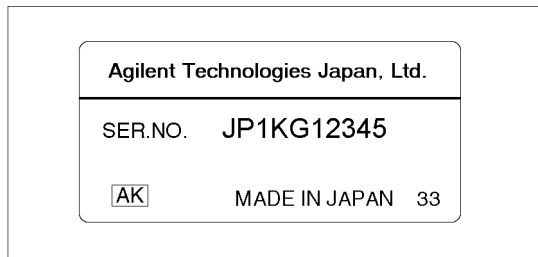 Agilent Technologies Japan, Ltd.
SER.NO. JP1KG12345
AK MADE IN JAPAN 33